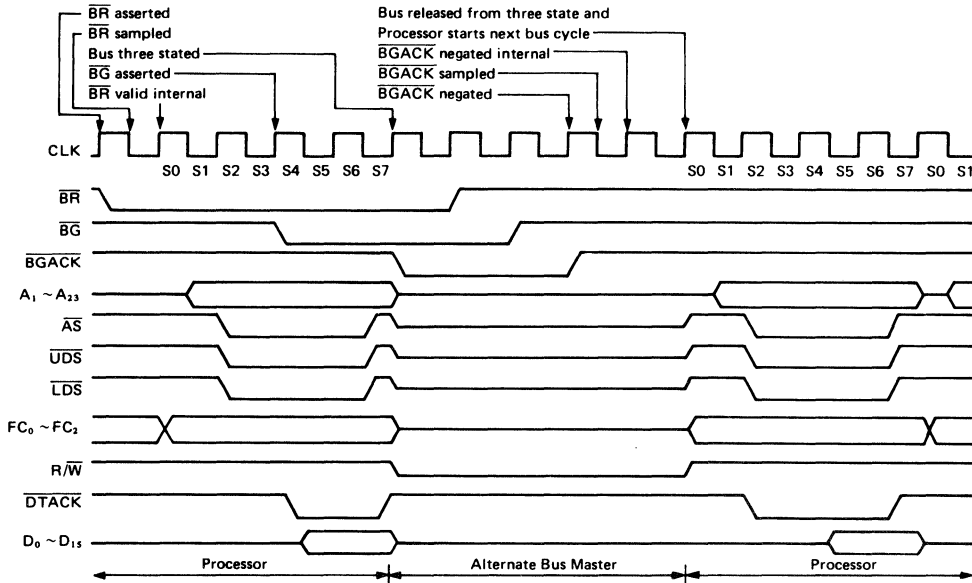 BR asserted
BR sampled
Bus three stated
BG asserted
BR valid internal
Bus released from three state and
Processor starts next bus cycle
BGACK negated internal
BGACK sampled
BGACK negated
CLK
S0 S1 S2 S3 S4 S5 S6 S7 S0 S1 S2 S3 S4 S5 S6 S7 S0 S1
BR
BG
BGACK
A₁ ~ A₂₃
AS
UDS
LDS
FC₀ ~ FC₂
R/W
DTACK
D₀ ~ D₁₅
Processor Alternate Bus Master Processor